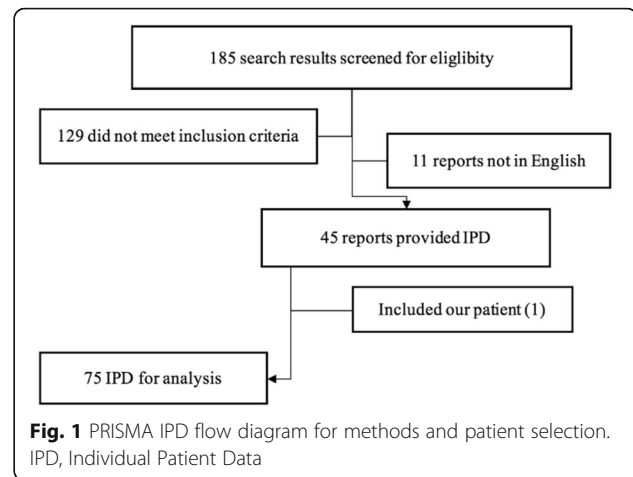 185 search results screened for eliglibity
129 did not meet inclusion criteria
11 reports not in English
45 reports provided IPD
Included our patient (1)
75 IPD for analysis
Fig. 1 PRISMA IPD flow diagram for methods and patient selection.
IPD, Individual Patient Data